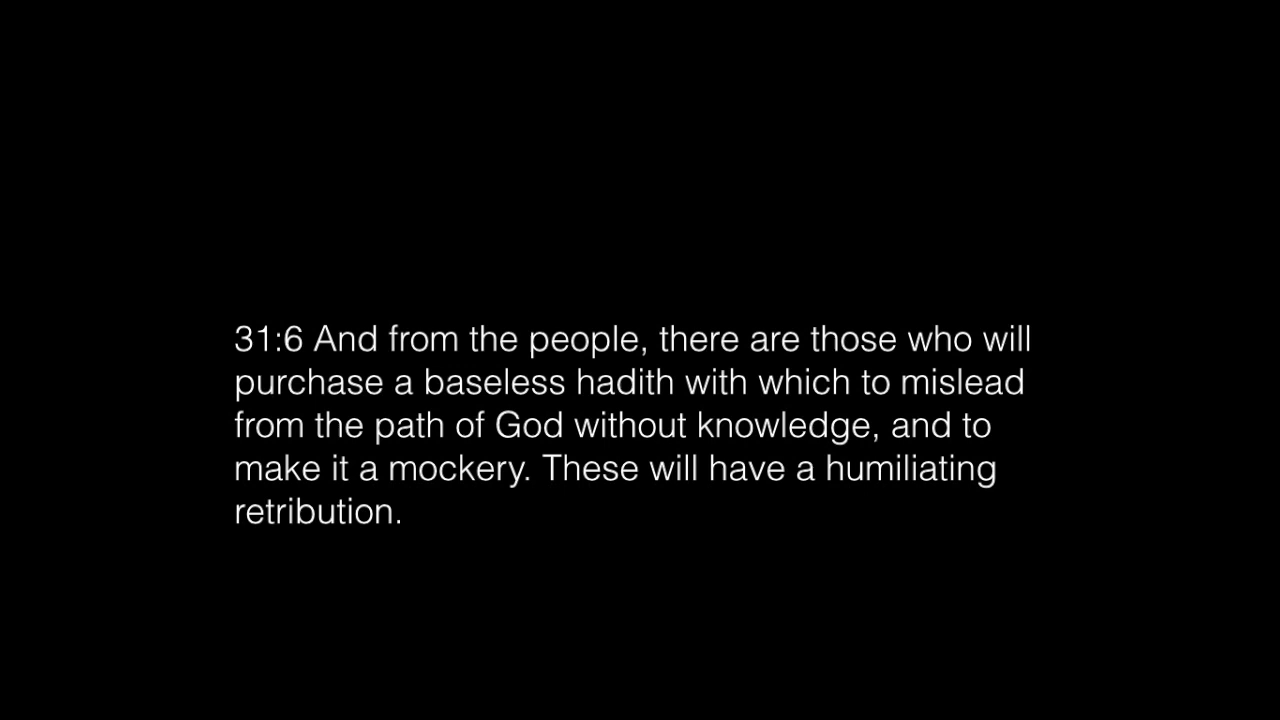 31:6 And from the people, there are those who will
purchase a baseless hadith with which to mislead
from the path of God without knowledge, and to
make it a mockery. These will have a humiliating
retribution.